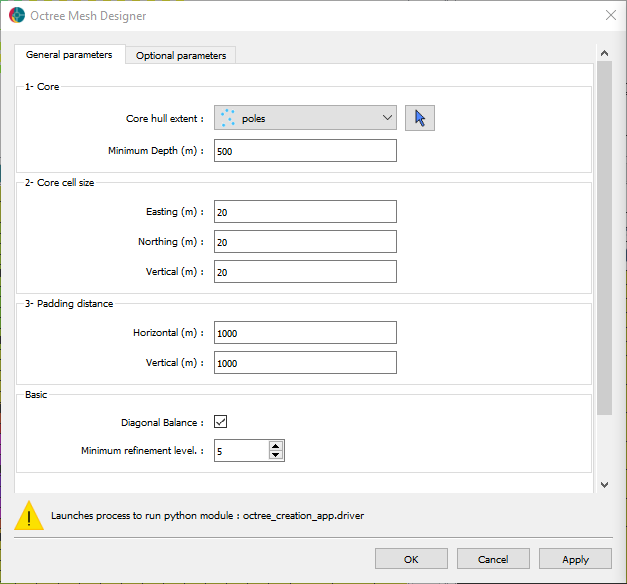 Octree Mesh Designer
General parameters
Optional parameters
1- Core
Core hull extent :
poles
Minimum Depth (m) :
500
2- Core cell size
Easting (m) :
20
Northing (m) :
20
Vertical (m) :
20
3- Padding distance
Horizontal (m) :
1000
Vertical (m) :
1000
Basic
Diagonal Balance :
Minimum refinement level. :
5
Launches process to run python module : octree_creation_app.driver
OK
Cancel
Apply